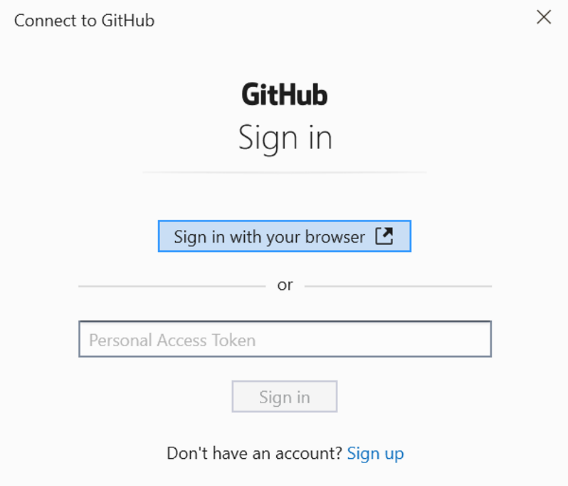 Connect to GitHub
GitHub
Sign in
Sign in with your browser
or
Personal Access Token
Sign in
Don't have an account? Sign up